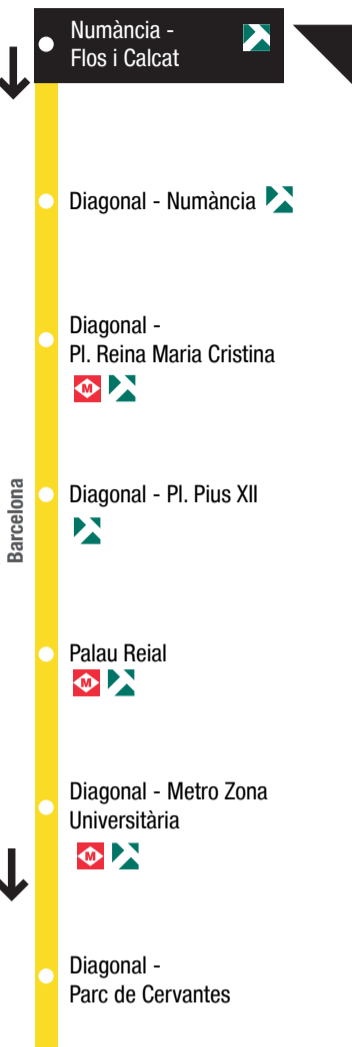 Numància -
Flos i Calcat
Diagonal - Numància
Diagonal -
Pl. Reina Maria Cristina
M
Diagonal - Pl. Pius XII
Barcelona
Palau Reial
M
Diagonal - Metro Zona
Universitària
M
Diagonal -
Parc de Cervantes